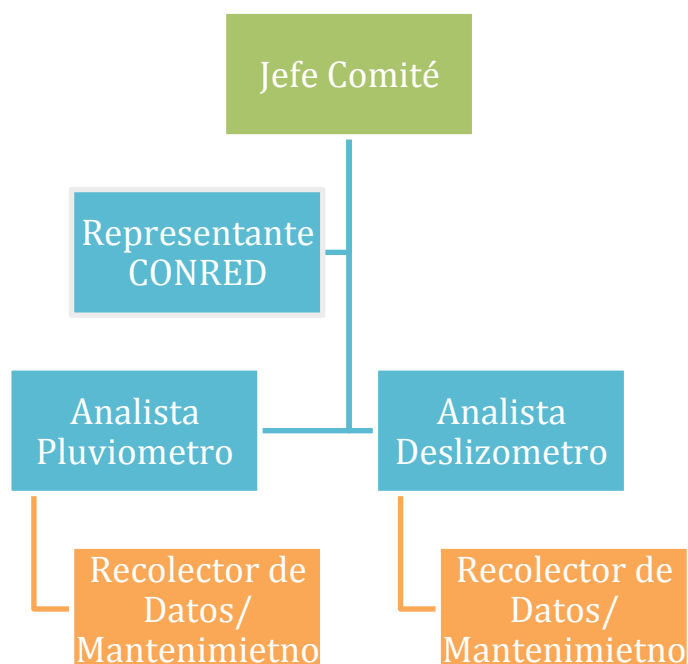 Jefe Comité
Representante
CONRED
Analista
Pluviometro
Analista
Deslizometro
Recolector de
Datos/
Mantenimietno
Recolector de
Datos/
Mantenimietno